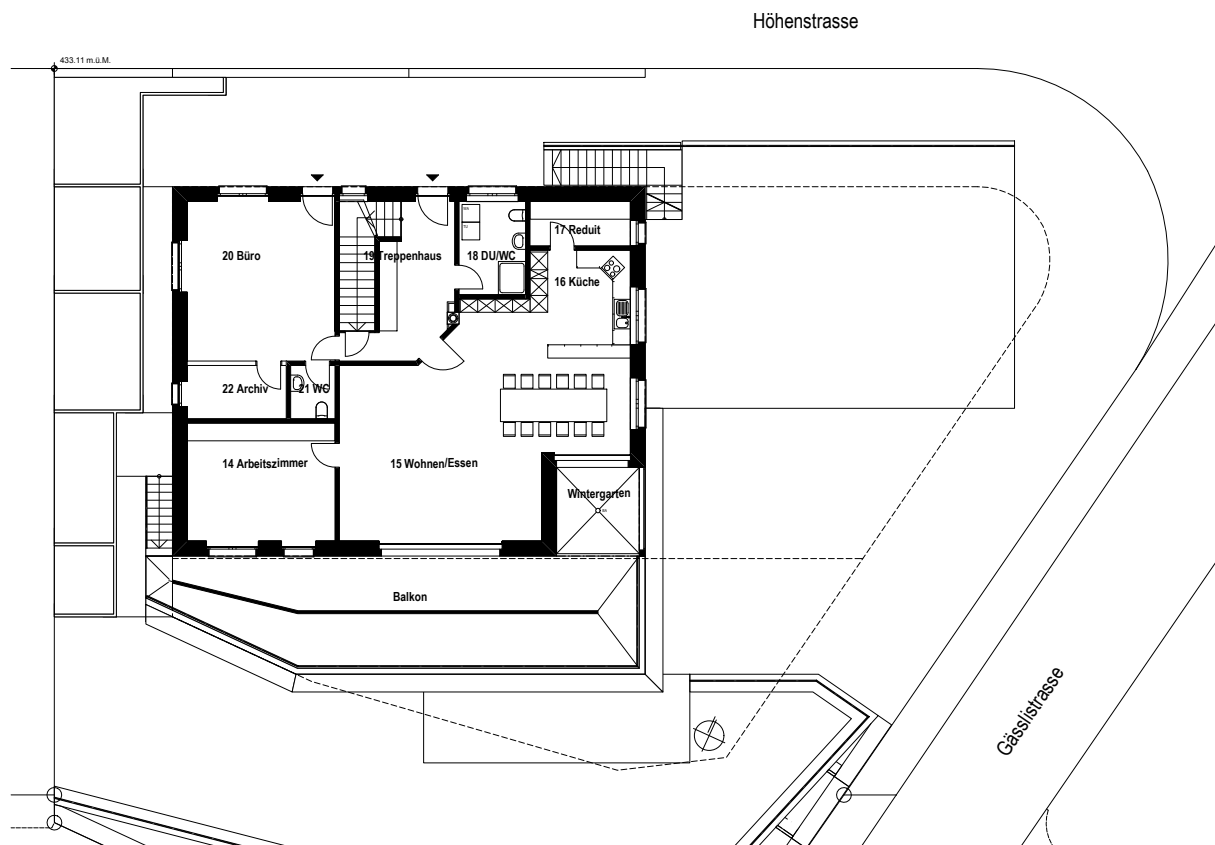 Höhenstrasse
433.11 m.ü.M.
17 Reduit
20 Büro
19 Treppenhaus
18 DU/WC
16 Küche
22 Archiv
21 WC
14 Arbeitszimmer
15 Wohnen/Essen
Wintergarten
Balkon
Gässlistrasse